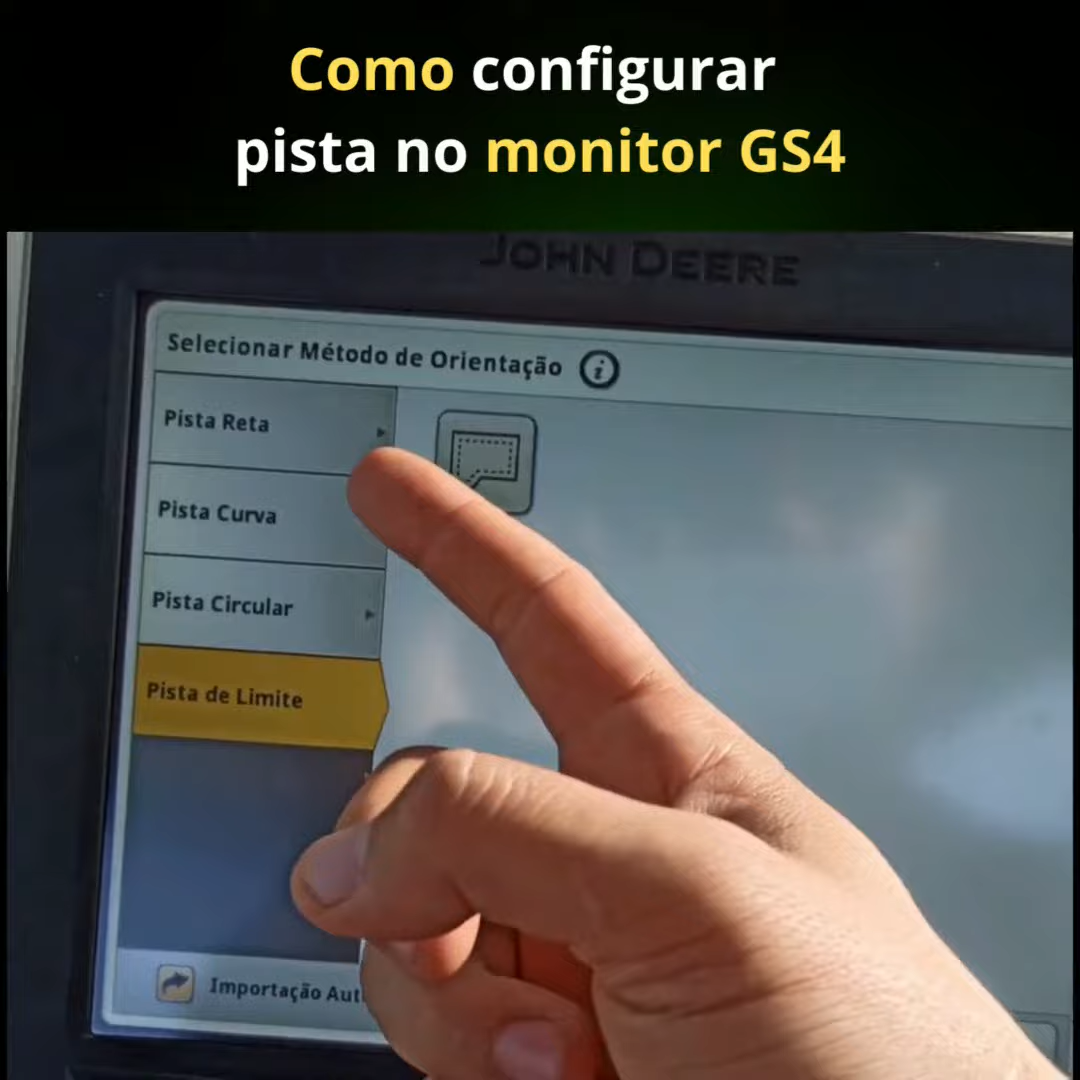 Como configurar
pista no monitor GS4
JOHN DEERE
Selecionar Método de Orientação
Pista Reta
Pista Curva
Pista Circular
Pista de Limite
Importação